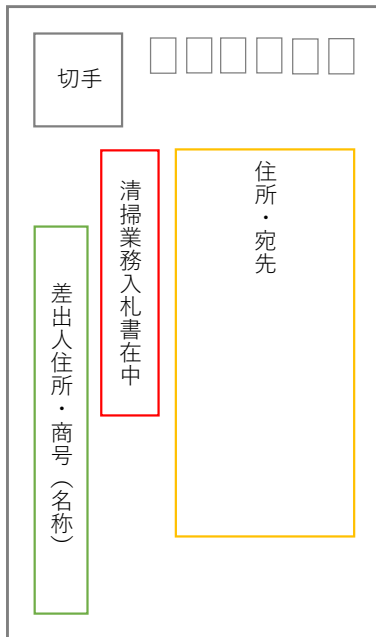 切手
住所・宛先
清掃業務入札書在中
差出人住所・商号（名称）